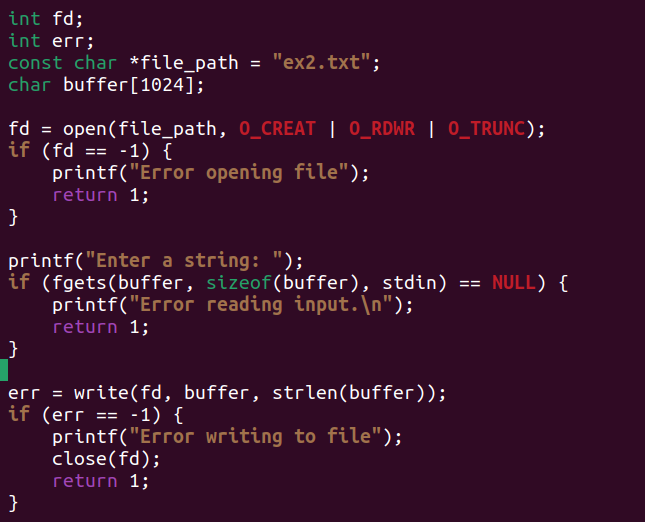 int fd;
int err;
const char *file_path = "ex2.txt";
char buffer[1024];

fd = open(file_path, O_CREAT | O_RDWR | O_TRUNC);
if (fd == -1) {
    printf("Error opening file");
    return 1;
}

printf("Enter a string: ");
if (fgets(buffer, sizeof(buffer), stdin) == NULL) {
    printf("Error reading input.\n");
    return 1;
}

err = write(fd, buffer, strlen(buffer));
if (err == -1) {
    printf("Error writing to file");
    close(fd);
    return 1;
}